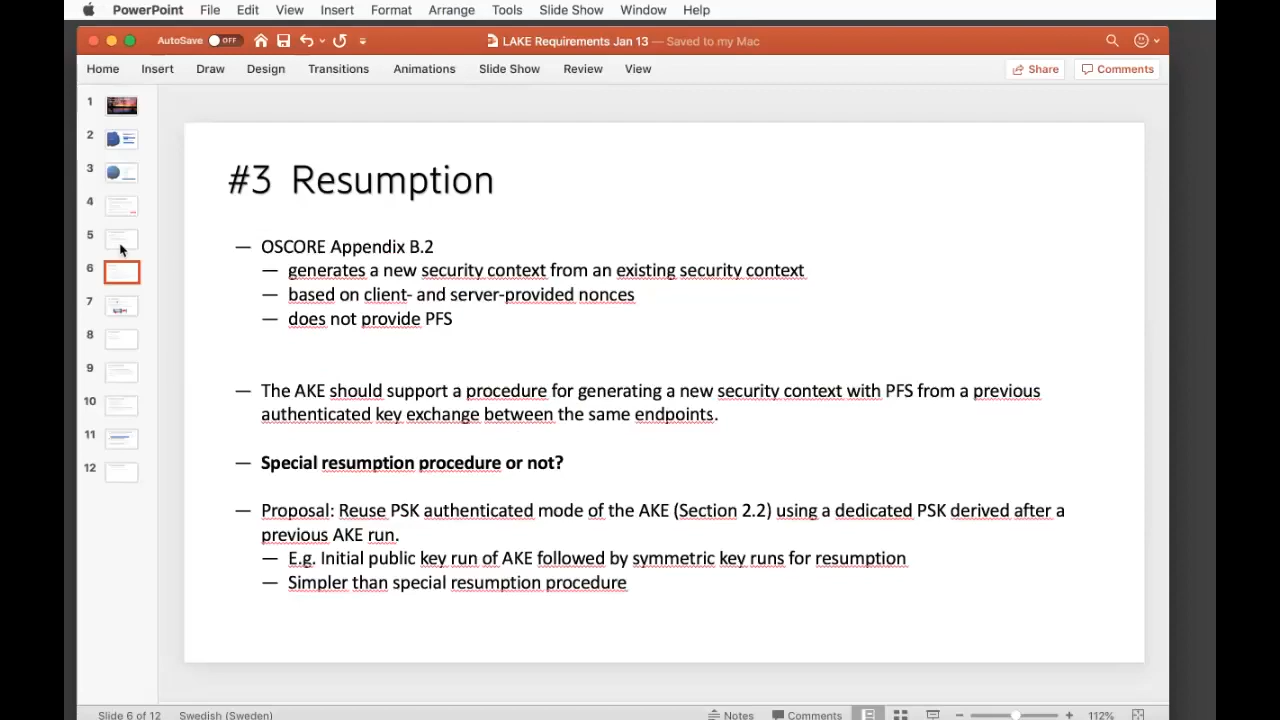 PowerPoint File Edit View Insert Format Arrange Tools Slide Show Window Help
AutoSave OFF LAKE Requirements Jan 13 — Saved to my Mac
Home Insert Draw Design Transitions Animations Slide Show Review View Share Comments
1
2
3
4
5
6
7
8
9
10
11
12
#3 Resumption
— OSCORE Appendix B.2
— generates a new security context from an existing security context
— based on client- and server-provided nonces
— does not provide PFS
— The AKE should support a procedure for generating a new security context with PFS from a previous
authenticated key exchange between the same endpoints.
— Special resumption procedure or not?
— Proposal: Reuse PSK authenticated mode of the AKE (Section 2.2) using a dedicated PSK derived after a
previous AKE run.
— E.g. Initial public key run of AKE followed by symmetric key runs for resumption
— Simpler than special resumption procedure
Slide 6 of 12 Swedish (Sweden) Notes Comments 112%